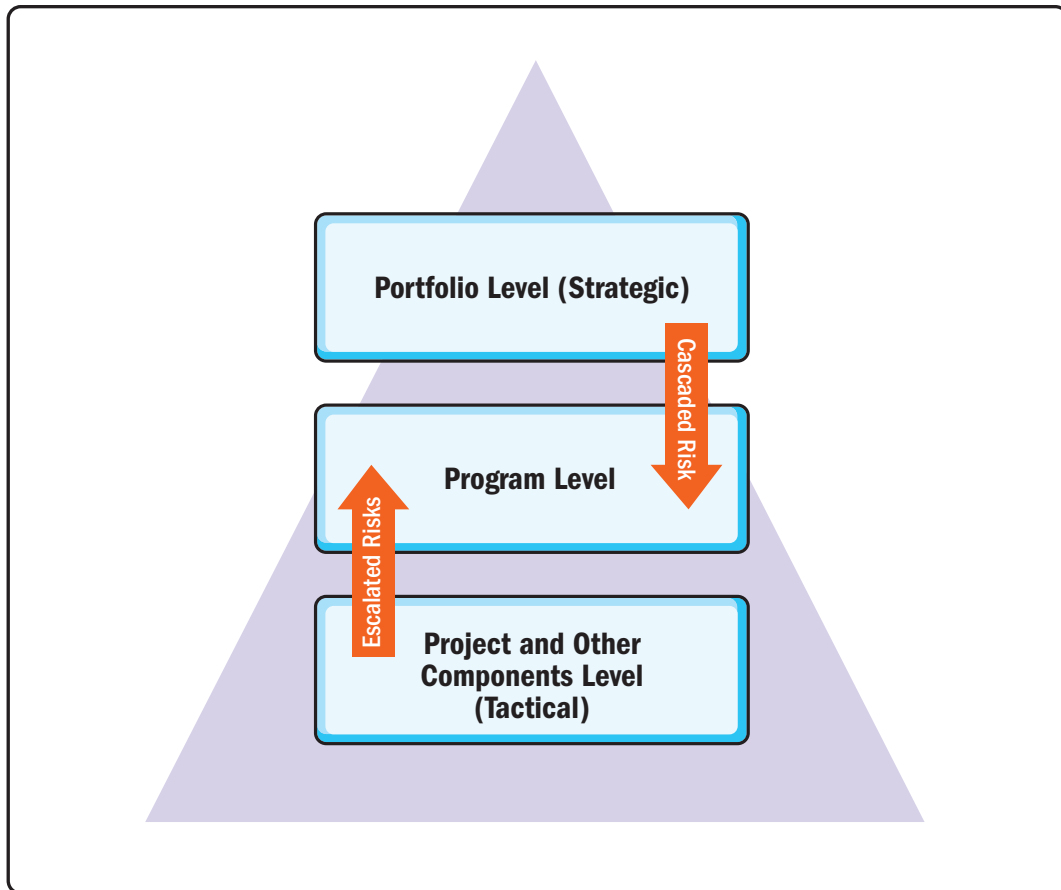 Portfolio Level (Strategic)
Cascaded Risk
Program Level
Escalated Risks
Project and Other
Components Level
(Tactical)